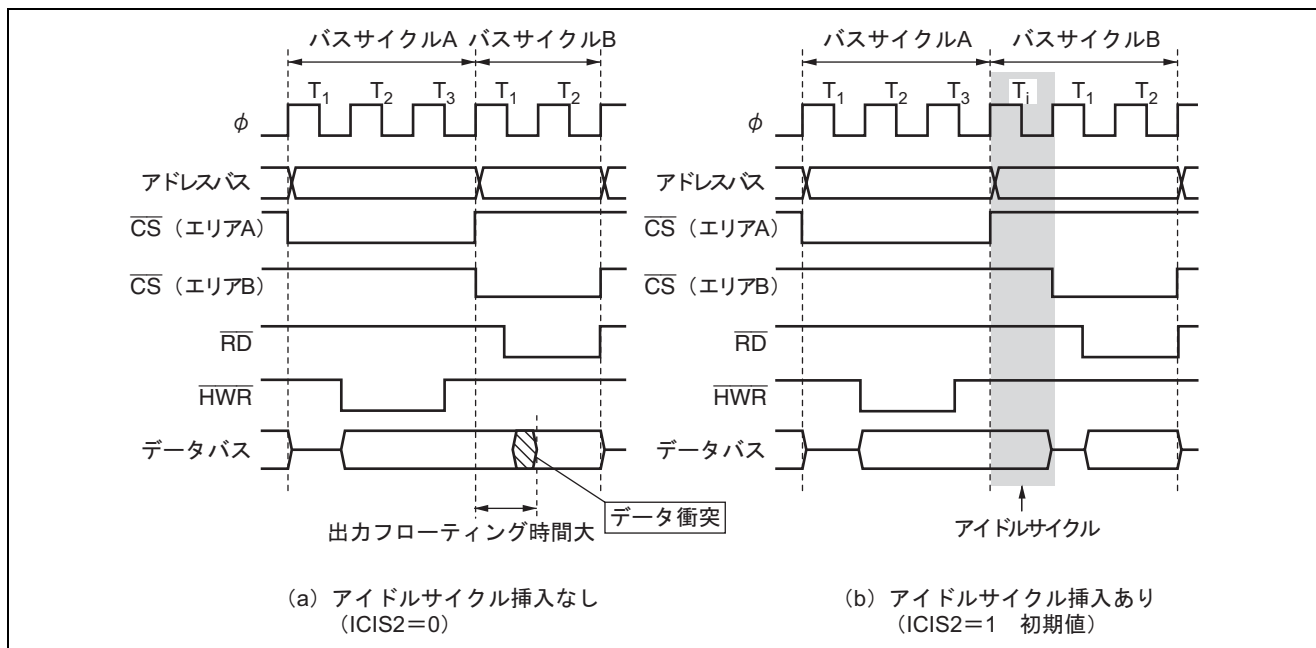 バスサイクルA バスサイクルB
T1 T2 T3 T1 T2
φ
アドレスバス
CS（エリアA）
CS（エリアB）
RD
HWR
データバス
データ衝突
出力フローティング時間大
(a) アイドルサイクル挿入なし
（ICIS2＝0）
バスサイクルA バスサイクルB
T1 T2 T3 Ti T1 T2
φ
アドレスバス
CS（エリアA）
CS（エリアB）
RD
HWR
データバス
アイドルサイクル
(b) アイドルサイクル挿入あり
（ICIS2＝1 初期値）